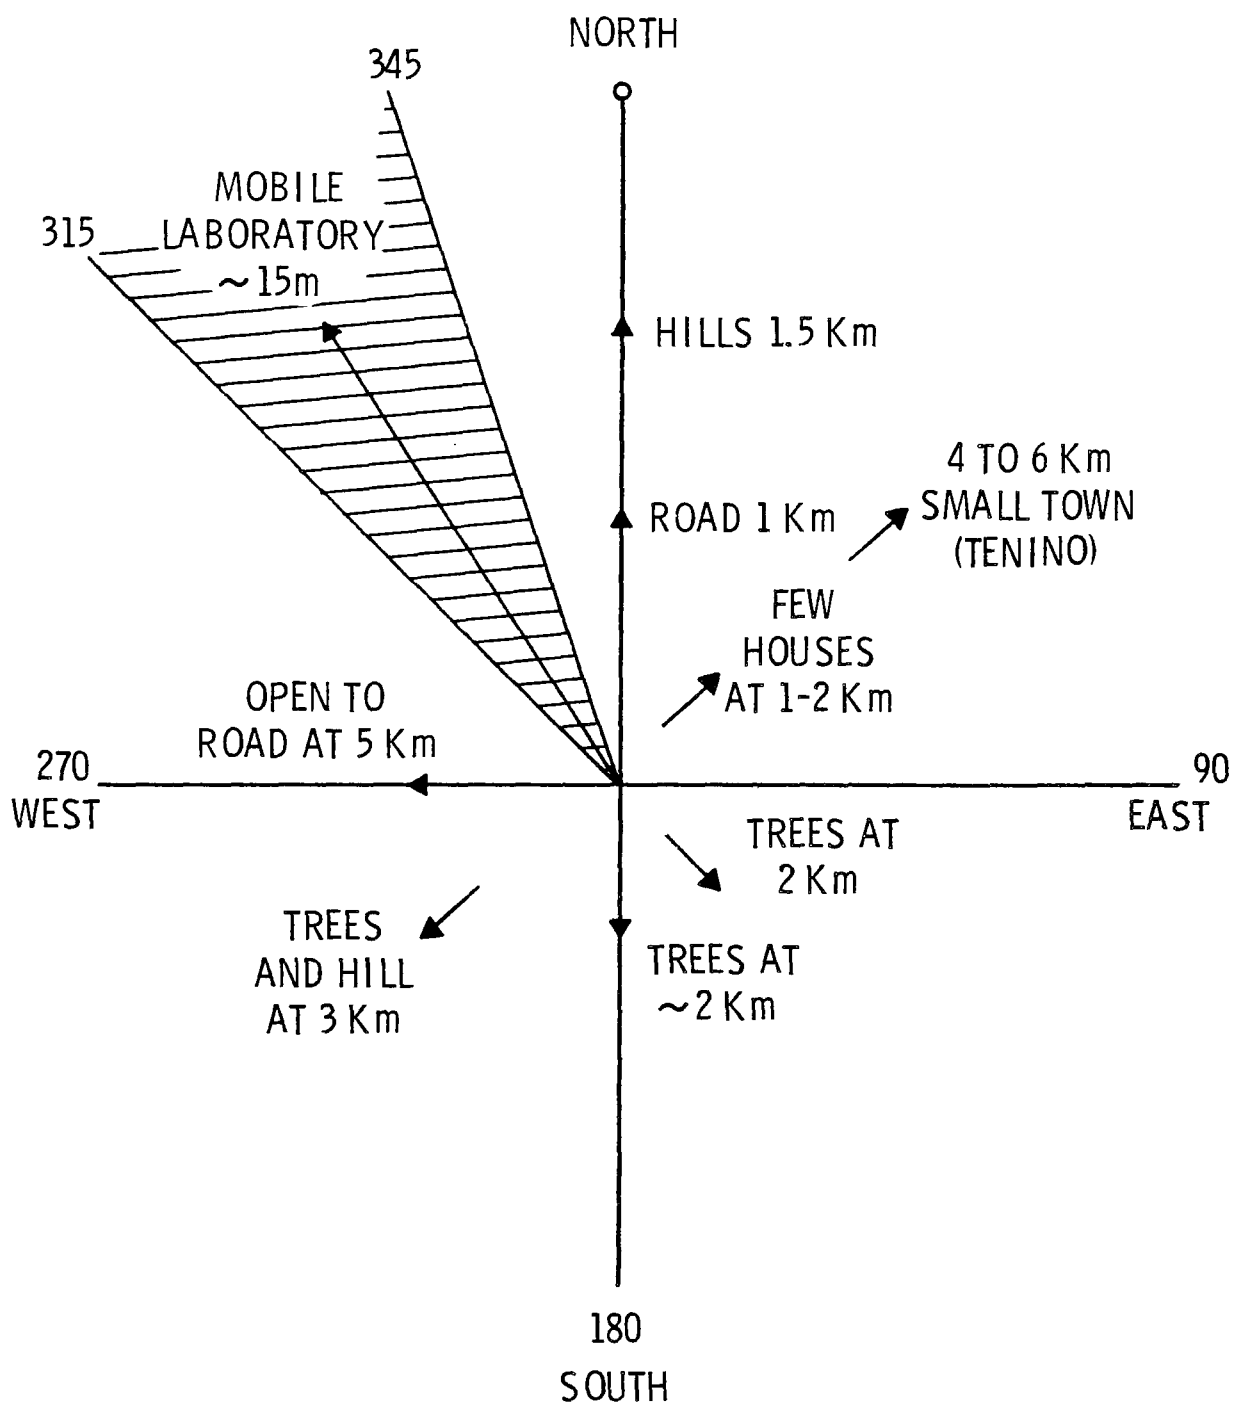 NORTH
345
MOBILE
LABORATORY
~15m
315
HILLS 1.5 Km
4 TO 6 Km
SMALL TOWN
(TENINO)
ROAD 1 Km
FEW
HOUSES
AT 1-2 Km
OPEN TO
ROAD AT 5 Km
270
WEST
90
EAST
TREES AT
2 Km
TREES
AND HILL
AT 3 Km
TREES AT
~2 Km
180
SOUTH